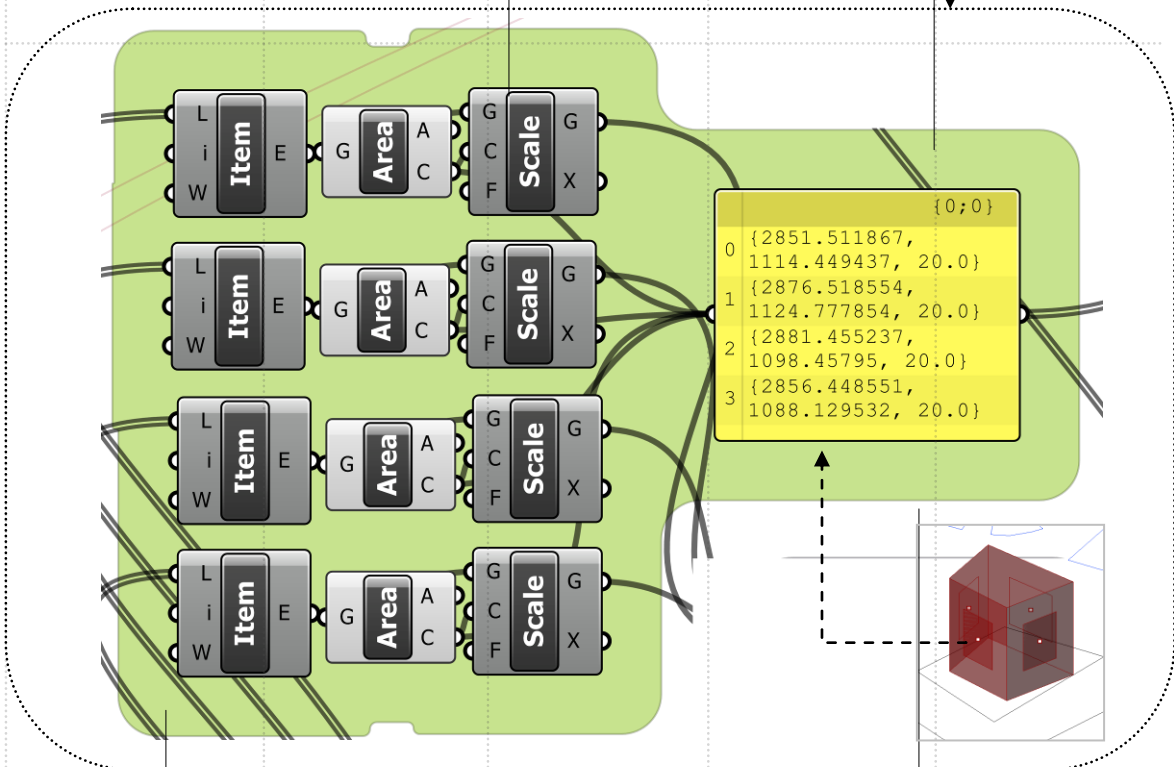 L
i
W
Item
E
G
Area
A
C
G
C
F
Scale
G
X
L
i
W
Item
E
G
Area
A
C
G
C
F
Scale
G
X
L
i
W
Item
E
G
Area
A
C
G
C
F
Scale
G
X
L
i
W
Item
E
G
Area
A
C
G
C
F
Scale
G
X
{0;0}
0 {2851.511867,
1114.449437, 20.0}
1 {2876.518554,
1124.777854, 20.0}
2 {2881.455237,
1098.45795, 20.0}
3 {2856.448551,
1088.129532, 20.0}